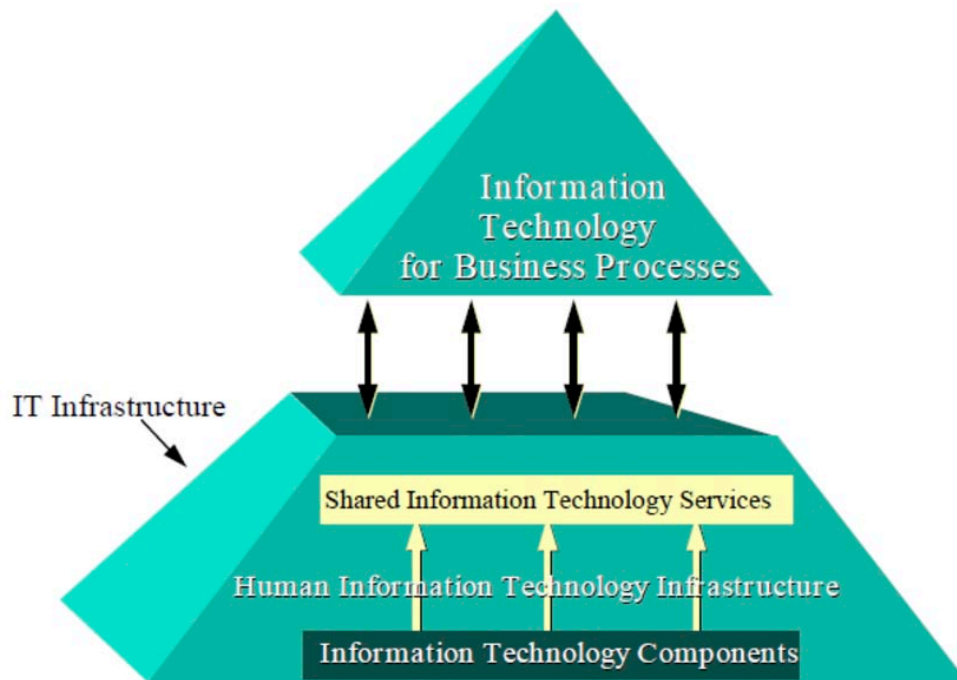 Information
Technology
for Business Processes
IT Infrastructure
Shared Information Technology Services
Human Information Technology Infrastructure
Information Technology Components